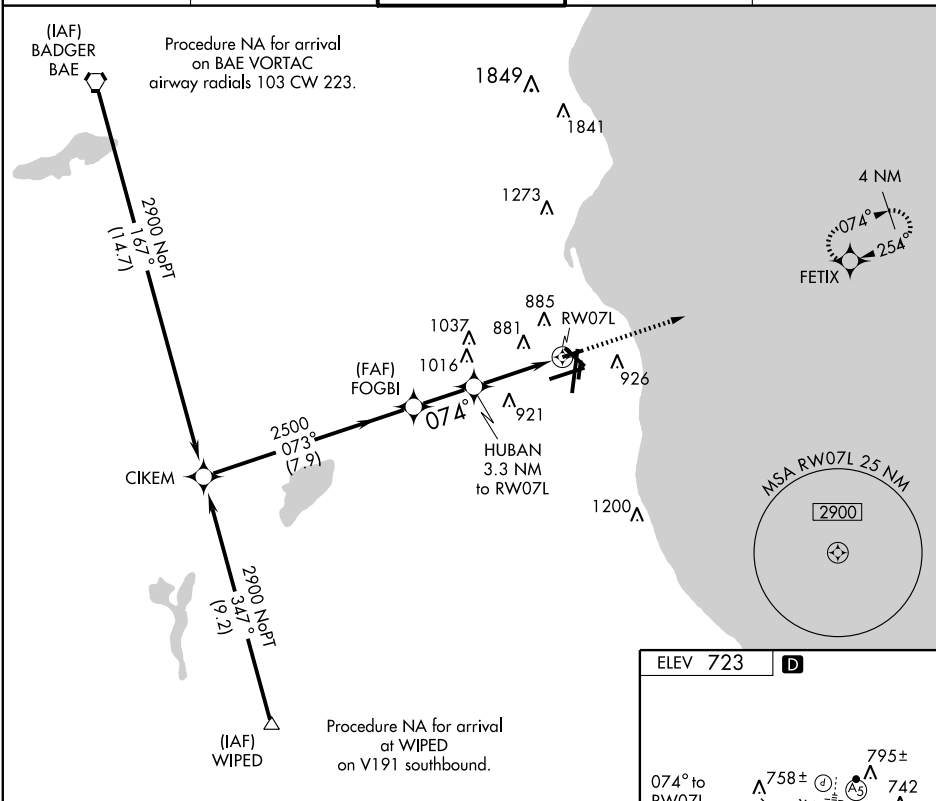 (IAF)
BADGER
BAE
Procedure NA for arrival
on BAE VORTAC
airway radials 103 CW 223.
1849
1841
1273
4 NM
074°
254°
FETIX
2900 NoPT
167°
(14.7)
885
RW07L
1037
881
1016
(FAF)
FOGBI
926
074°
921
2500
073°
(7.9)
HUBAN
3.3 NM
to RW07L
CIKEM
1200
MSA RW07L 25 NM
2900
2900 NoPT
347°
(9.2)
(IAF)
WIPED
Procedure NA for arrival
at WIPED
on V191 southbound.
ELEV 723
D
795±
074° to
758±
P
A5
742
RW07L